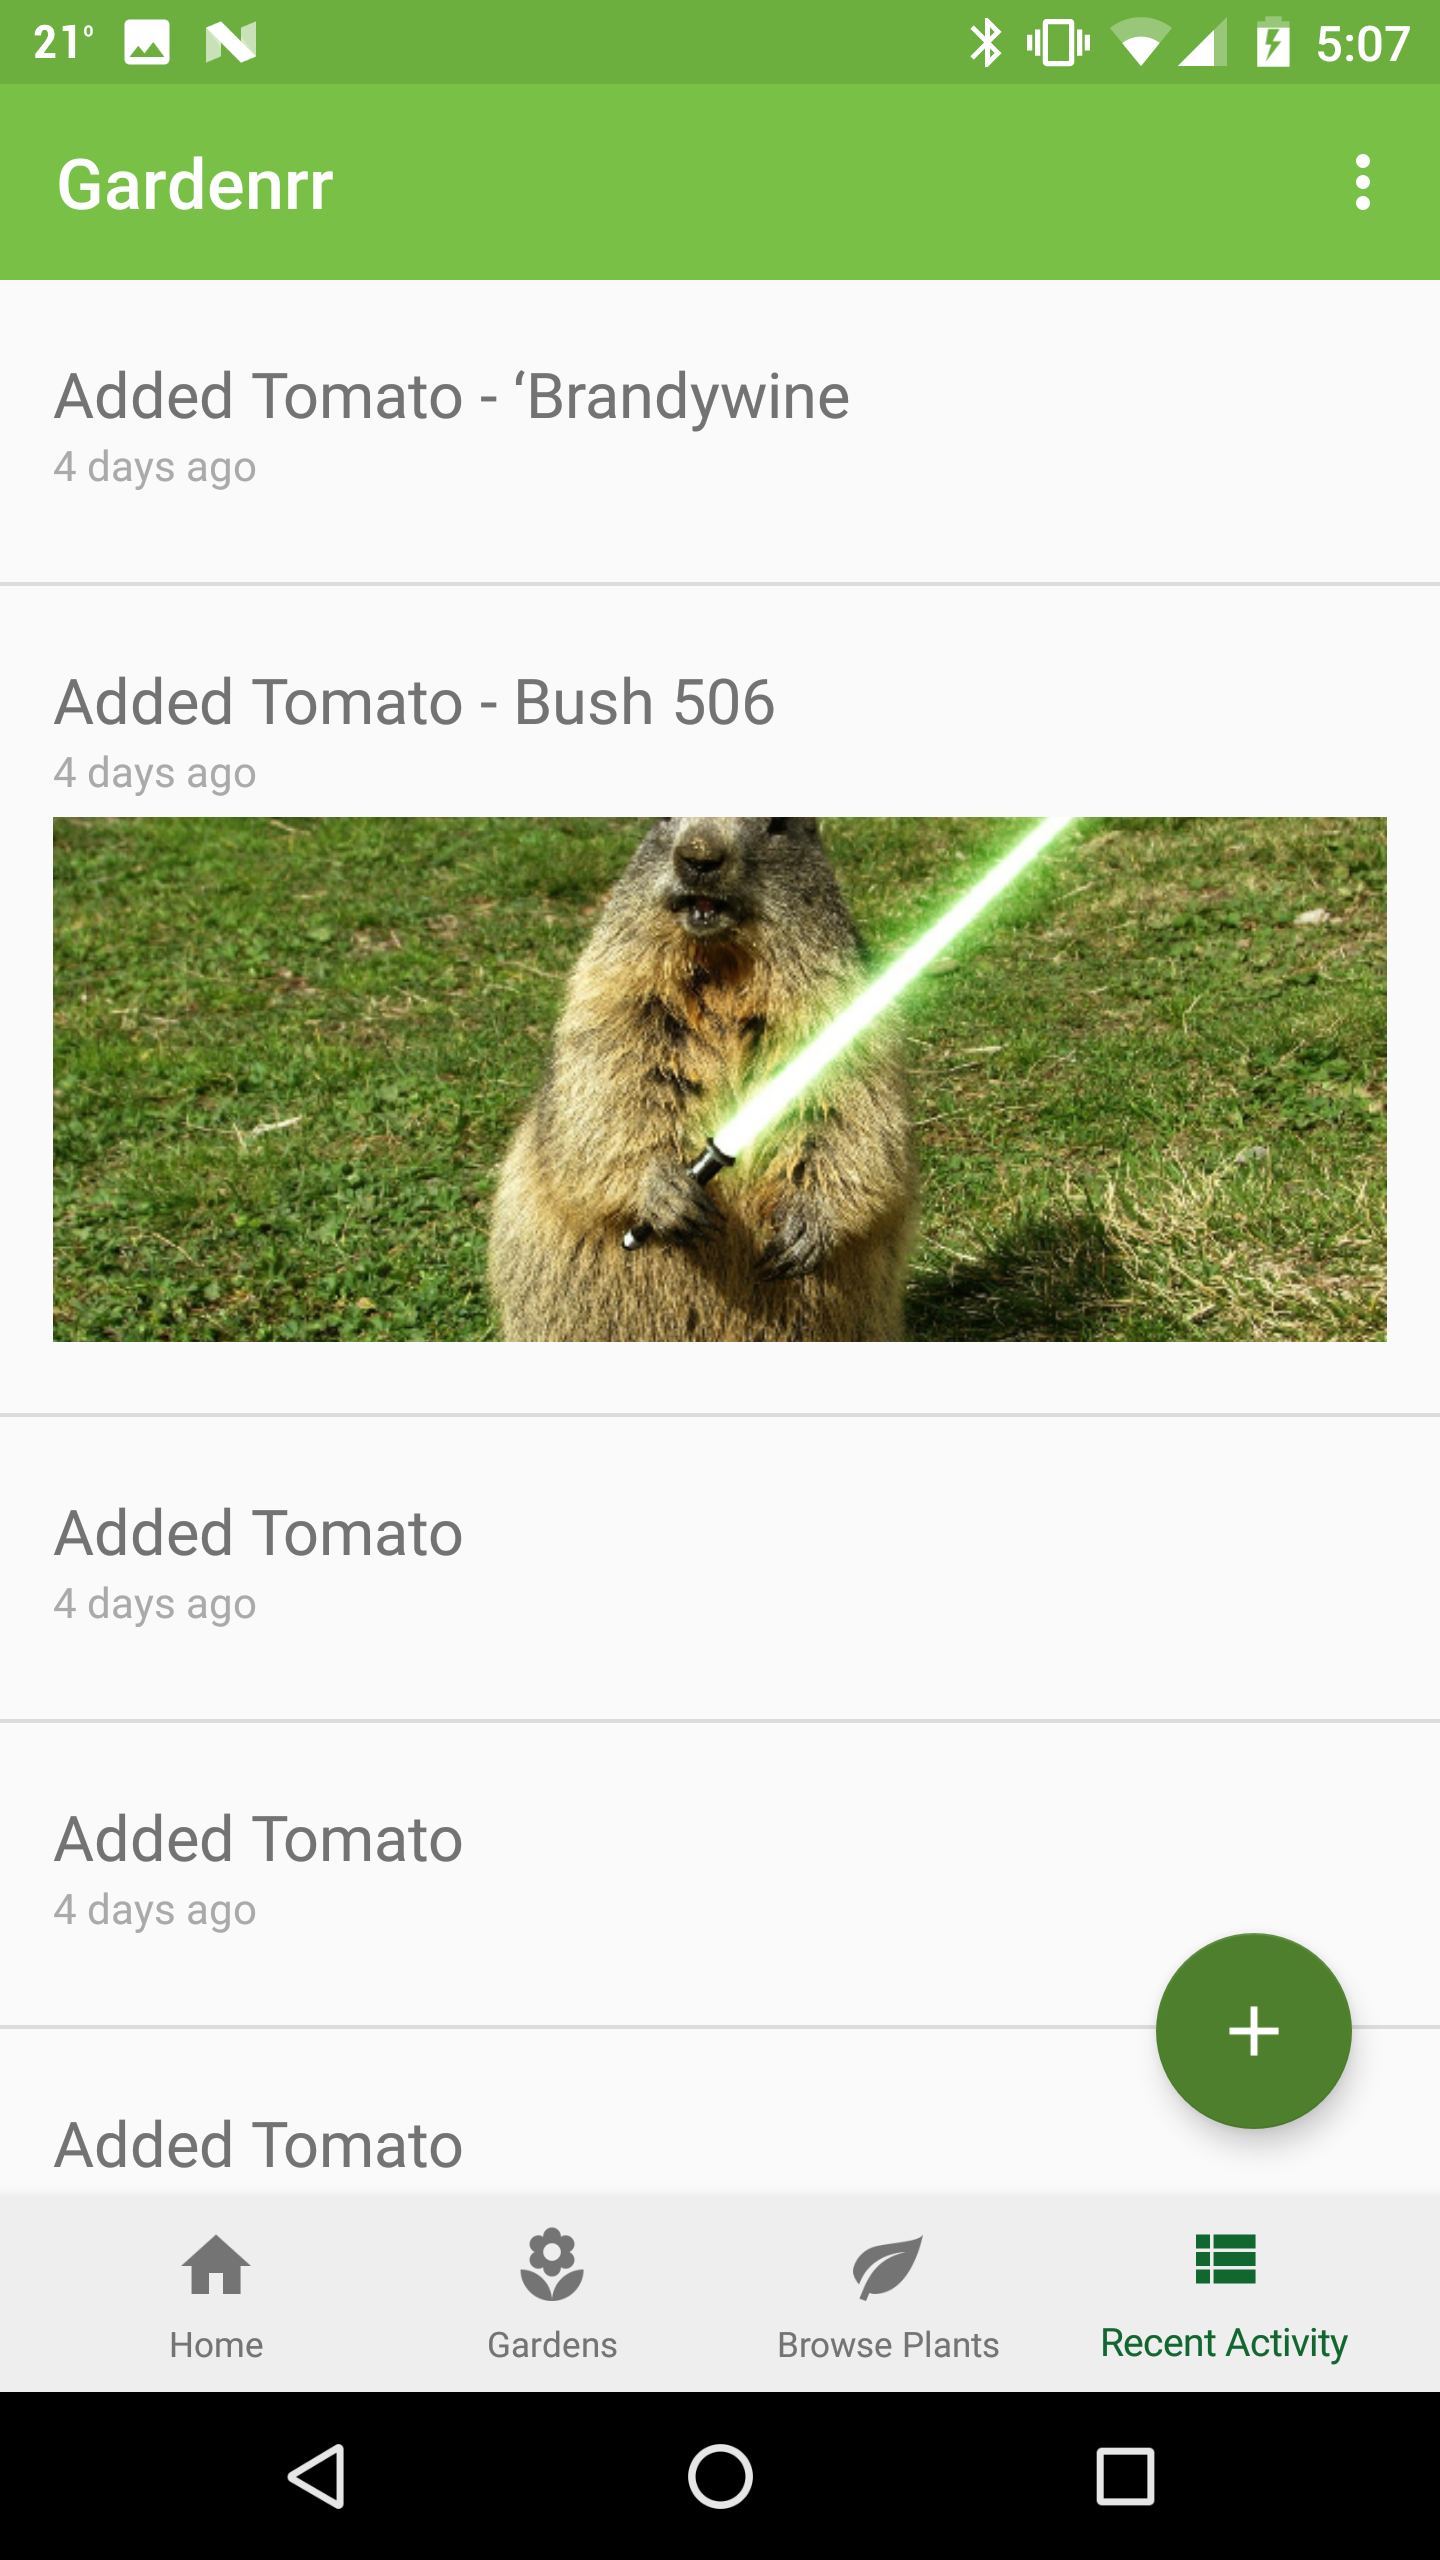 21°
5:07
Gardenrr
Added Tomato - ‘Brandywine
4 days ago
Added Tomato - Bush 506
4 days ago
Added Tomato
4 days ago
Added Tomato
4 days ago
Added Tomato
Home
Gardens
Browse Plants
Recent Activity